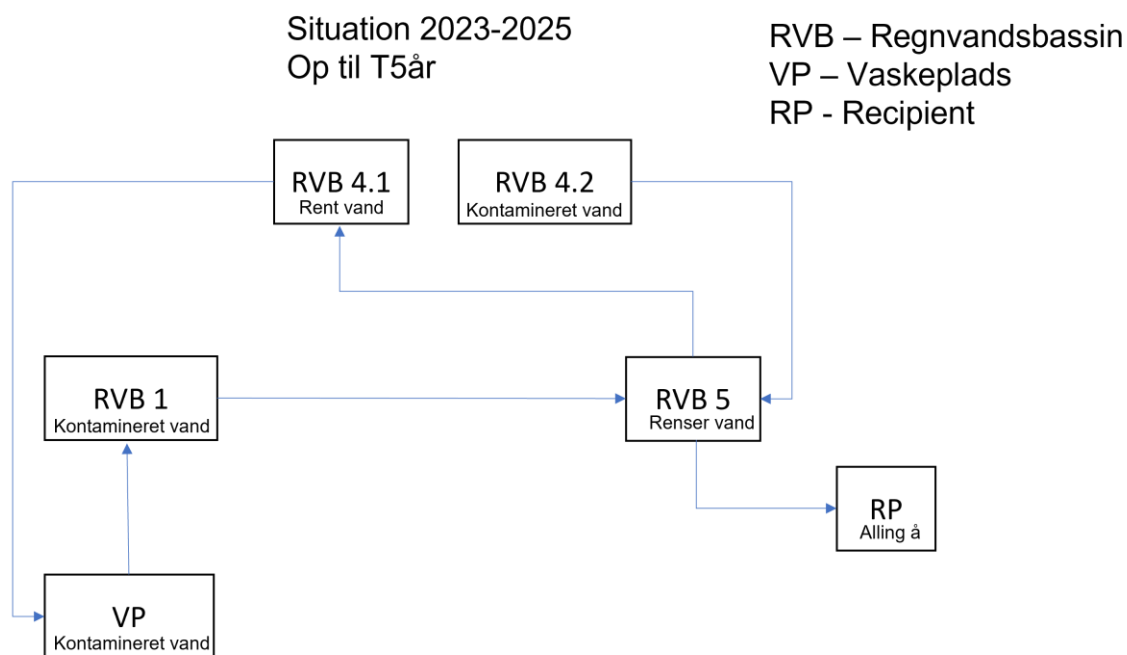 Situation 2023-2025
Op til T5år
RVB – Regnvandsbassin
VP – Vaskeplads
RP - Recipient
RVB 4.1
Rent vand
RVB 4.2
Kontamineret vand
RVB 1
Kontamineret vand
RVB 5
Renser vand
RP
Alling å
VP
Kontamineret vand